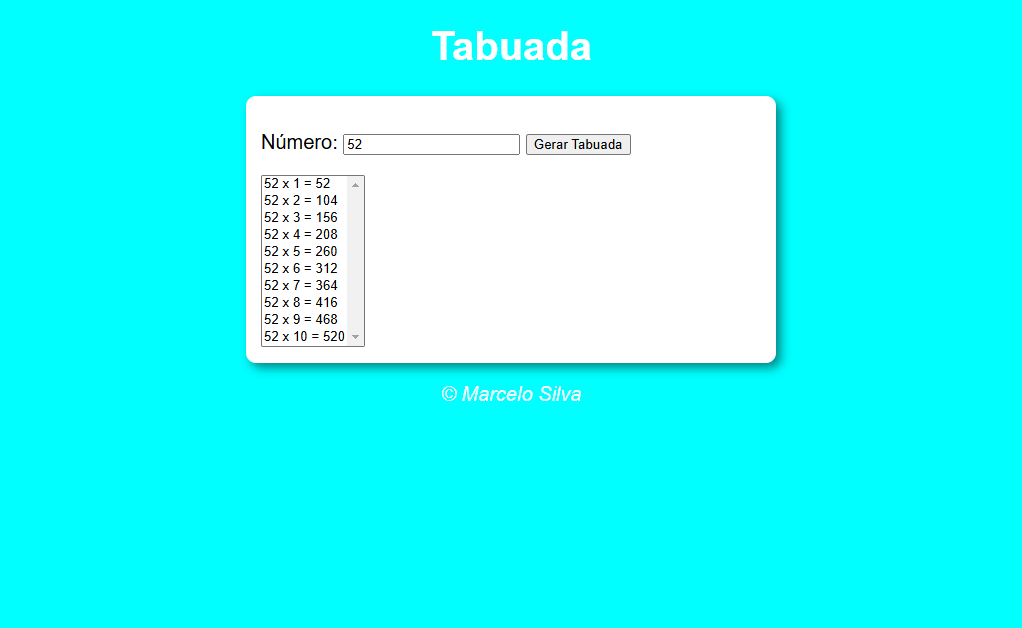 Tabuada
Número: 52 Gerar Tabuada
52 x 1 = 52
52 x 2 = 104
52 x 3 = 156
52 x 4 = 208
52 x 5 = 260
52 x 6 = 312
52 x 7 = 364
52 x 8 = 416
52 x 9 = 468
52 x 10 = 520
© Marcelo Silva